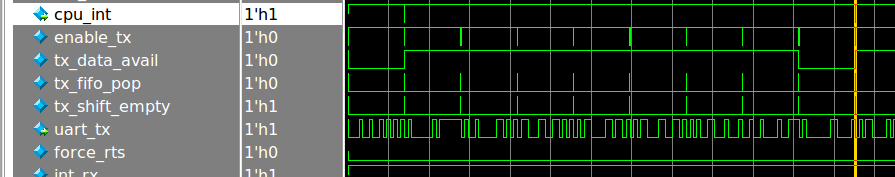 cpu_int 1'h1
enable_tx 1'h0
tx_data_avail 1'h0
tx_fifo_pop 1'h0
tx_shift_empty 1'h1
uart_tx 1'h1
force_rts 1'h0
int_rx 1'h1